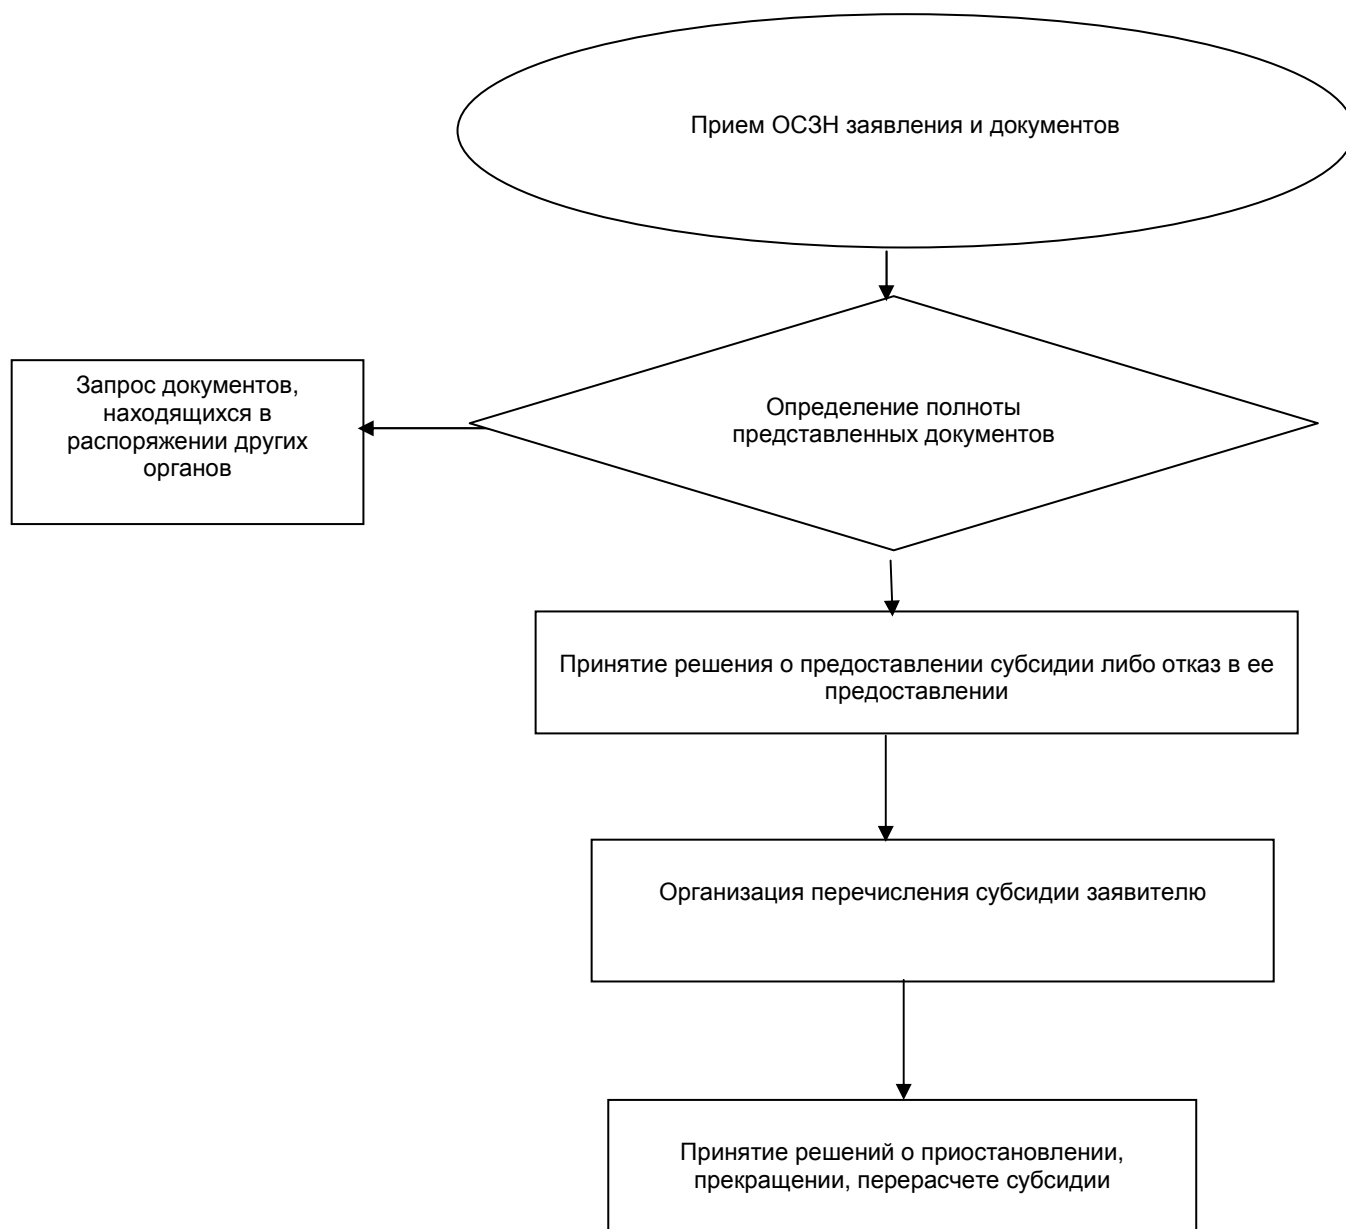 Прием ОСЗН заявления и документов
Запрос документов,
находящихся в
распоряжении других
органов
Определение полноты
представленных документов
Принятие решения о предоставлении субсидии либо отказ в ее
предоставлении
Организация перечисления субсидии заявителю
Принятие решений о приостановлении,
прекращении, перерасчете субсидии